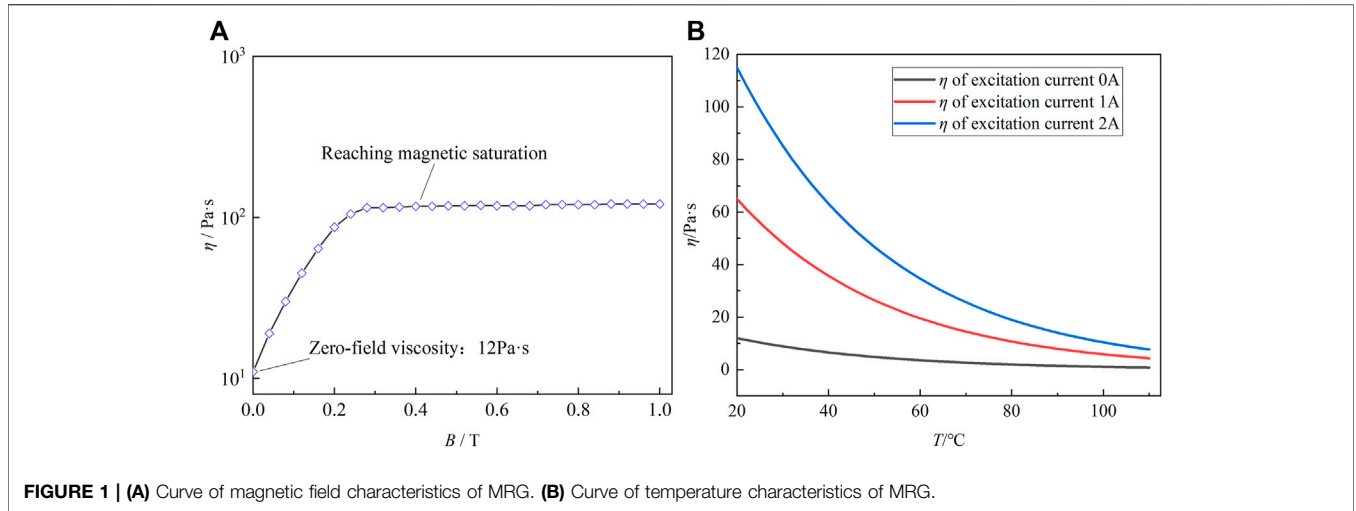 A
10³
10²
10¹
η / Pa·s
Reaching magnetic saturation
Zero-field viscosity: 12Pa·s
0.0 0.2 0.4 0.6 0.8 1.0
B / T
B
120
100
80
60
40
20
0
η/Pa·s
η of excitation current 0A
η of excitation current 1A
η of excitation current 2A
20 40 60 80 100
T/°C
FIGURE 1 | (A) Curve of magnetic field characteristics of MRG. (B) Curve of temperature characteristics of MRG.